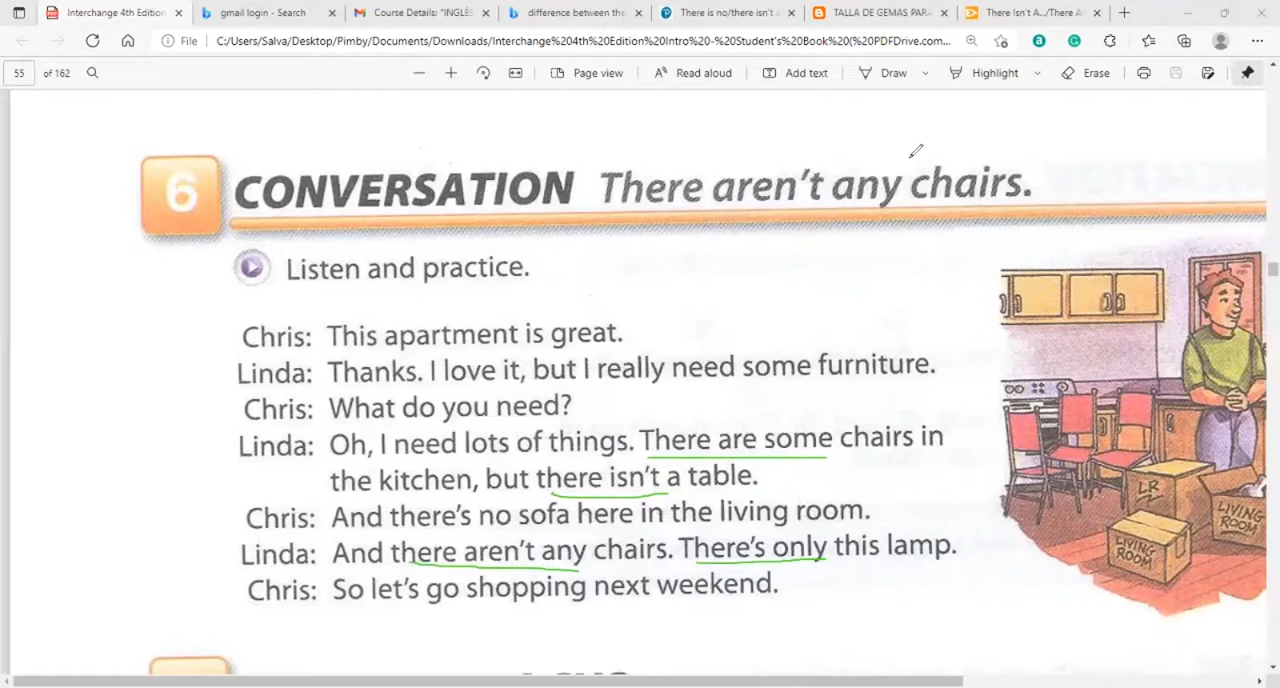 Interchange 4th Edition
gmail login - Search
Course Details: "INGLÉS
difference between the
There is no/there isn't a
TALLA DE GEMAS PARA
There Isn't A.../There A
File
C:/Users/Salva/Desktop/Pimby/Documents/Downloads/Interchange%204th%20Edition%20Intro%20-%20Student's%20Book%20(%20PDFDrive.com...
55 of 162
Page view
Read aloud
Add text
Draw
Highlight
Erase
6 CONVERSATION There aren't any chairs.
Listen and practice.
Chris: This apartment is great.
Linda: Thanks. I love it, but I really need some furniture.
Chris: What do you need?
Linda: Oh, I need lots of things. There are some chairs in
the kitchen, but there isn't a table.
Chris: And there's no sofa here in the living room.
Linda: And there aren't any chairs. There's only this lamp.
Chris: So let's go shopping next weekend.
LR
LIVING
ROOM
LIVING
ROOM